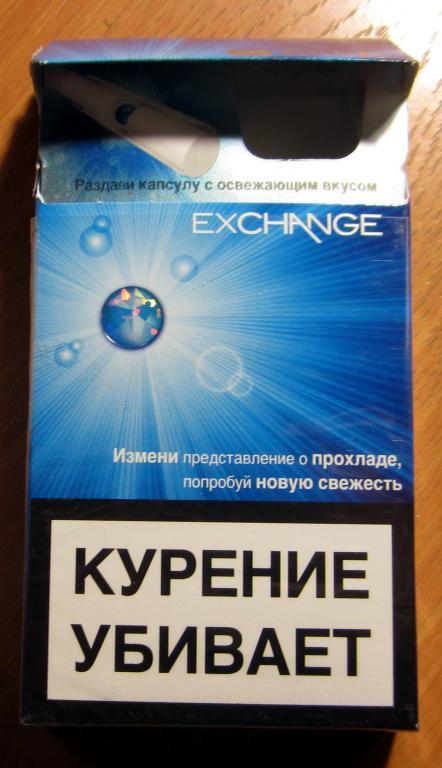 Раздави капсулу с освежающим вкусом
EXCHANGE
Измени представление о прохладе,
попробуй новую свежесть
КУРЕНИЕ
УБИВАЕТ